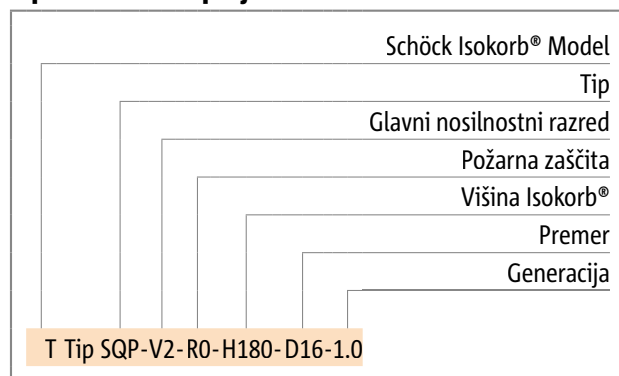 Schöck Isokorb® Model
Tip
Glavni nosilnostni razred
Požarna zaščita
Višina Isokorb®
Premer
Generacija
T Tip SQP-V2-R0-H180-D16-1.0